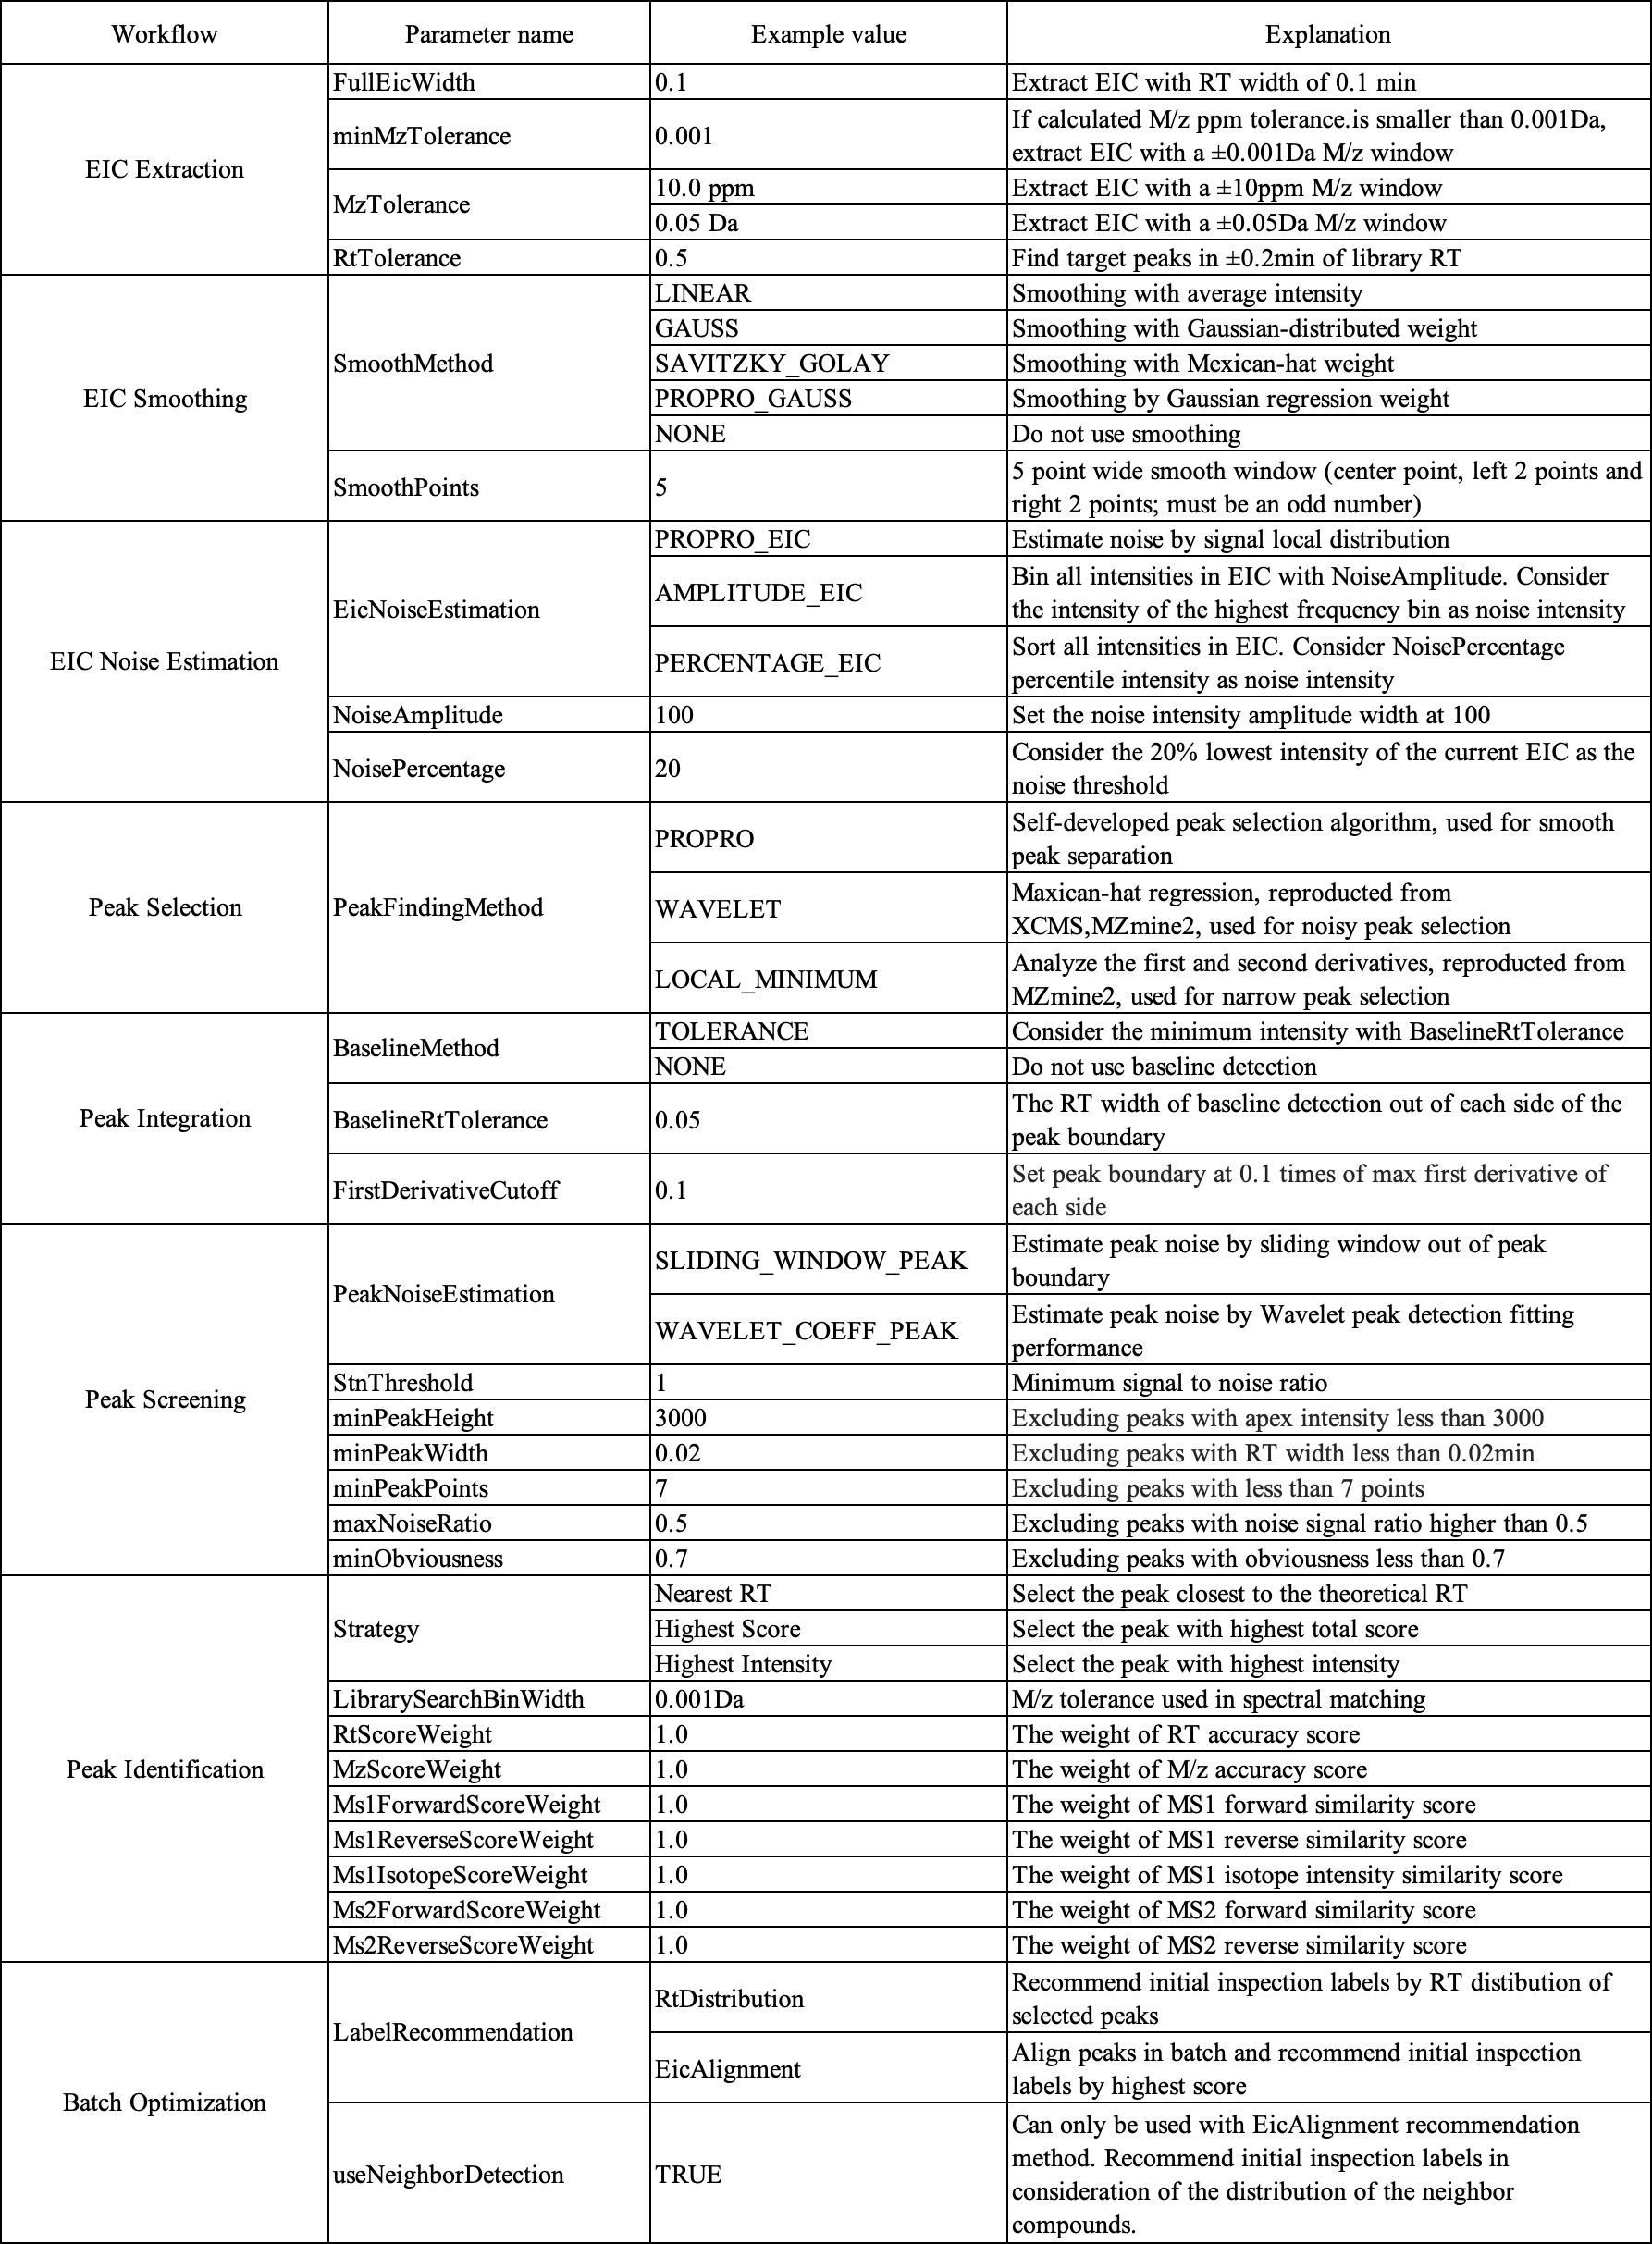 Workflow Parameter name Example value Explanation
EIC Extraction
FullEicWidth 0.1 Extract EIC with RT width of 0.1 min
minMzTolerance 0.001 If calculated M/z ppm tolerance.is smaller than 0.001Da,
extract EIC with a ±0.001Da M/z window
MzTolerance
10.0 ppm Extract EIC with a ±10ppm M/z window
0.05 Da Extract EIC with a ±0.05Da M/z window
RtTolerance 0.5 Find target peaks in ±0.2min of library RT
EIC Smoothing
SmoothMethod
LINEAR Smoothing with average intensity
GAUSS Smoothing with Gaussian-distributed weight
SAVITZKY_GOLAY Smoothing with Mexican-hat weight
PROPRO_GAUSS Smoothing by Gaussian regression weight
NONE Do not use smoothing
SmoothPoints 5 5 point wide smooth window (center point, left 2 points and
right 2 points; must be an odd number)
EIC Noise Estimation
EicNoiseEstimation
PROPRO_EIC Estimate noise by signal local distribution
AMPLITUDE_EIC Bin all intensities in EIC with NoiseAmplitude. Consider
the intensity of the highest frequency bin as noise intensity
PERCENTAGE_EIC Sort all intensities in EIC. Consider NoisePercentage
percentile intensity as noise intensity
NoiseAmplitude 100 Set the noise intensity amplitude width at 100
NoisePercentage 20 Consider the 20% lowest intensity of the current EIC as the
noise threshold
Peak Selection
PeakFindingMethod
PROPRO Self-developed peak selection algorithm, used for smooth
peak separation
WAVELET Maxican-hat regression, reproducted from
XCMS,MZmine2, used for noisy peak selection
LOCAL_MINIMUM Analyze the first and second derivatives, reproducted from
MZmine2, used for narrow peak selection
Peak Integration
BaselineMethod
TOLERANCE Consider the minimum intensity with BaselineRtTolerance
NONE Do not use baseline detection
BaselineRtTolerance 0.05 The RT width of baseline detection out of each side of the
peak boundary
FirstDerivativeCutoff 0.1 Set peak boundary at 0.1 times of max first derivative of
each side
Peak Screening
PeakNoiseEstimation
SLIDING_WINDOW_PEAK Estimate peak noise by sliding window out of peak
boundary
WAVELET_COEFF_PEAK Estimate peak noise by Wavelet peak detection fitting
performance
StnThreshold 1 Minimum signal to noise ratio
minPeakHeight 3000 Excluding peaks with apex intensity less than 3000
minPeakWidth 0.02 Excluding peaks with RT width less than 0.02min
minPeakPoints 7 Excluding peaks with less than 7 points
maxNoiseRatio 0.5 Excluding peaks with noise signal ratio higher than 0.5
minObviousness 0.7 Excluding peaks with obviousness less than 0.7
Peak Identification
Strategy
Nearest RT Select the peak closest to the theoretical RT
Highest Score Select the peak with highest total score
Highest Intensity Select the peak with highest intensity
LibrarySearchBinWidth 0.001Da M/z tolerance used in spectral matching
RtScoreWeight 1.0 The weight of RT accuracy score
MzScoreWeight 1.0 The weight of M/z accuracy score
Ms1ForwardScoreWeight 1.0 The weight of MS1 forward similarity score
Ms1ReverseScoreWeight 1.0 The weight of MS1 reverse similarity score
Ms1IsotopeScoreWeight 1.0 The weight of MS1 isotope intensity similarity score
Ms2ForwardScoreWeight 1.0 The weight of MS2 forward similarity score
Ms2ReverseScoreWeight 1.0 The weight of MS2 reverse similarity score
Batch Optimization
LabelRecommendation
RtDistribution Recommend initial inspection labels by RT distibution of
selected peaks
EicAlignment Align peaks in batch and recommend initial inspection
labels by highest score
useNeighborDetection TRUE Can only be used with EicAlignment recommendation
method. Recommend initial inspection labels in
consideration of the distribution of the neighbor
compounds.